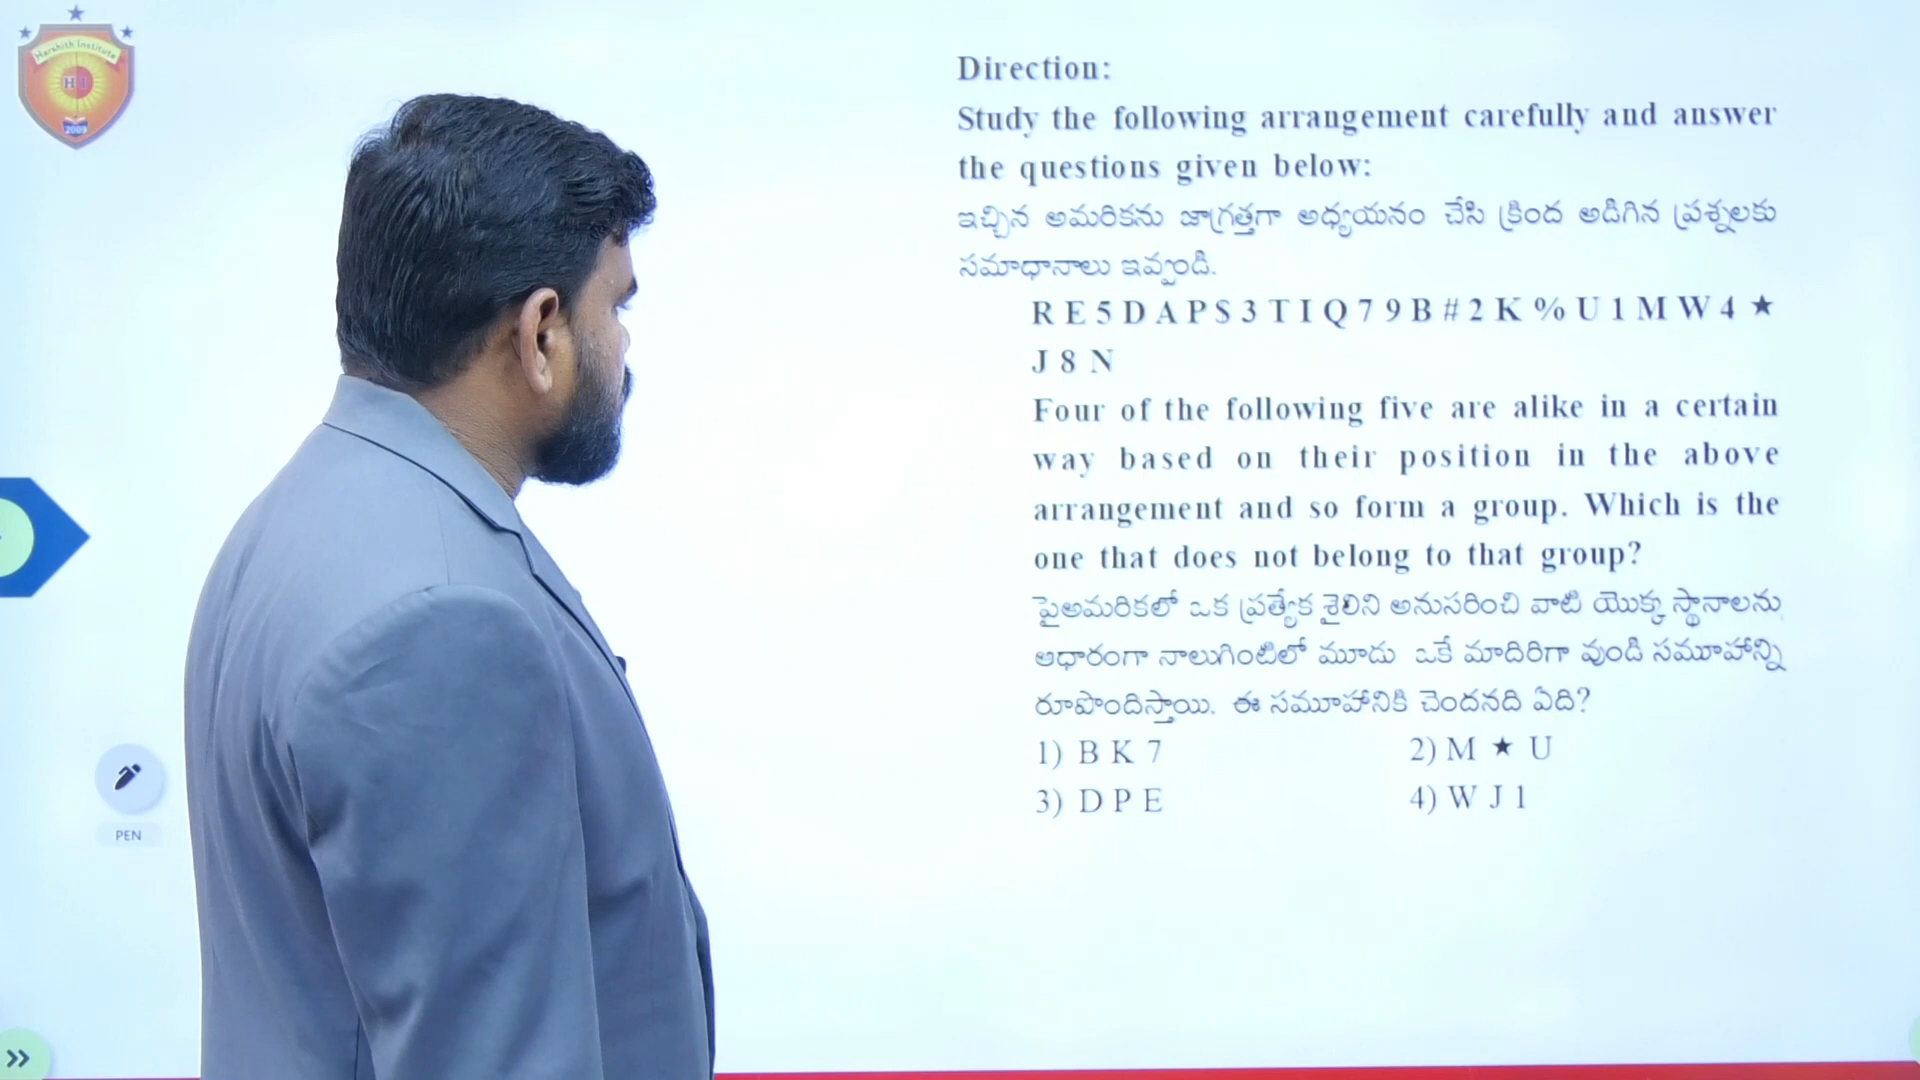 Harshith Institute
H I
2009
Direction:
Study the following arrangement carefully and answer
the questions given below:
ఇచ్చిన అమరికను జాగ్రత్తగా అధ్యయనం చేసి క్రింద అడిగిన ప్రశ్నలకు
సమాధానాలు ఇవ్వండి.
R E 5 D A P S 3 T I Q 7 9 B # 2 K % U 1 M W 4 ★
J 8 N
Four of the following five are alike in a certain
way based on their position in the above
arrangement and so form a group. Which is the
one that does not belong to that group?
పైఅమరికలో ఒక ప్రత్యేక శైలిని అనుసరించి వాటి యొక్క స్థానాలను
ఆధారంగా నాలుగింటిలో మూడు ఒకే మాదిరిగా వుండి సమూహాన్ని
రూపొందిస్తాయి. ఈ సమూహానికి చెందనది ఏది?
1) B K 7 2) M ★ U
3) D P E 4) W J 1
PEN